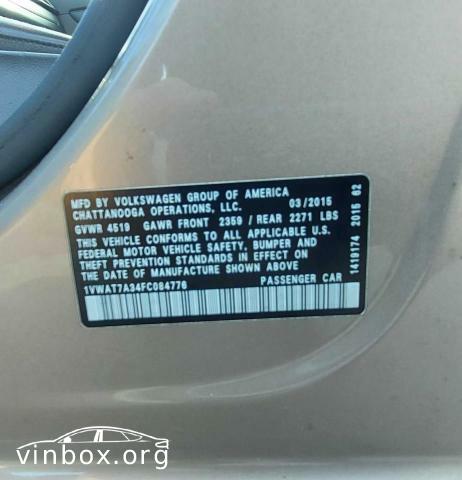 MFD BY VOLKSWAGEN GROUP OF AMERICA
CHATTANOOGA OPERATIONS, LLC. 03/2015
GVWR 4519 GAWR FRONT 2359 / REAR 2271 LBS
THIS VEHICLE CONFORMS TO ALL APPLICABLE U.S.
FEDERAL MOTOR VEHICLE SAFETY, BUMPER AND
THEFT PREVENTION STANDARDS IN EFFECT ON
THE DATE OF MANUFACTURE SHOWN ABOVE.
1VWAT7A34FC084776 PASSENGER CAR
1419174 2015 62
vinbox.org